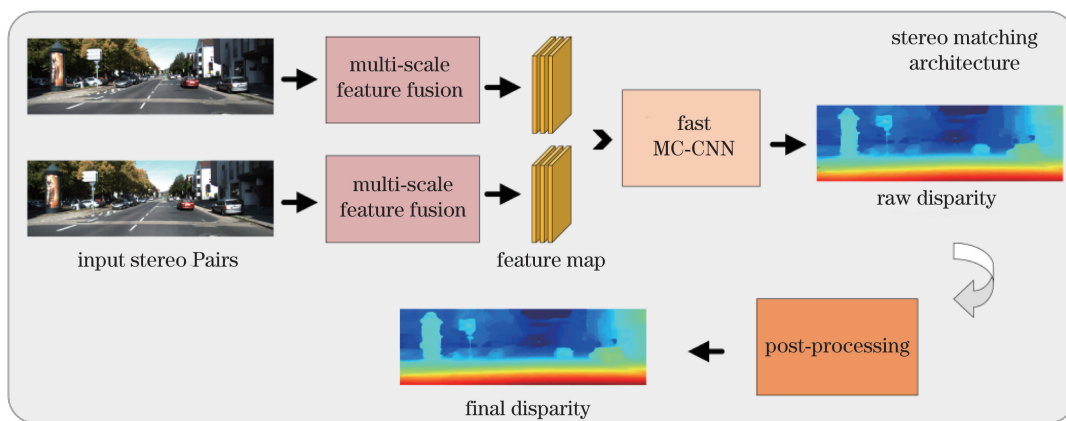 stereo matching
architecture
multi-scale
feature fusion
fast
MC-CNN
raw disparity
multi-scale
feature fusion
input stereo Pairs
feature map
post-processing
final disparity